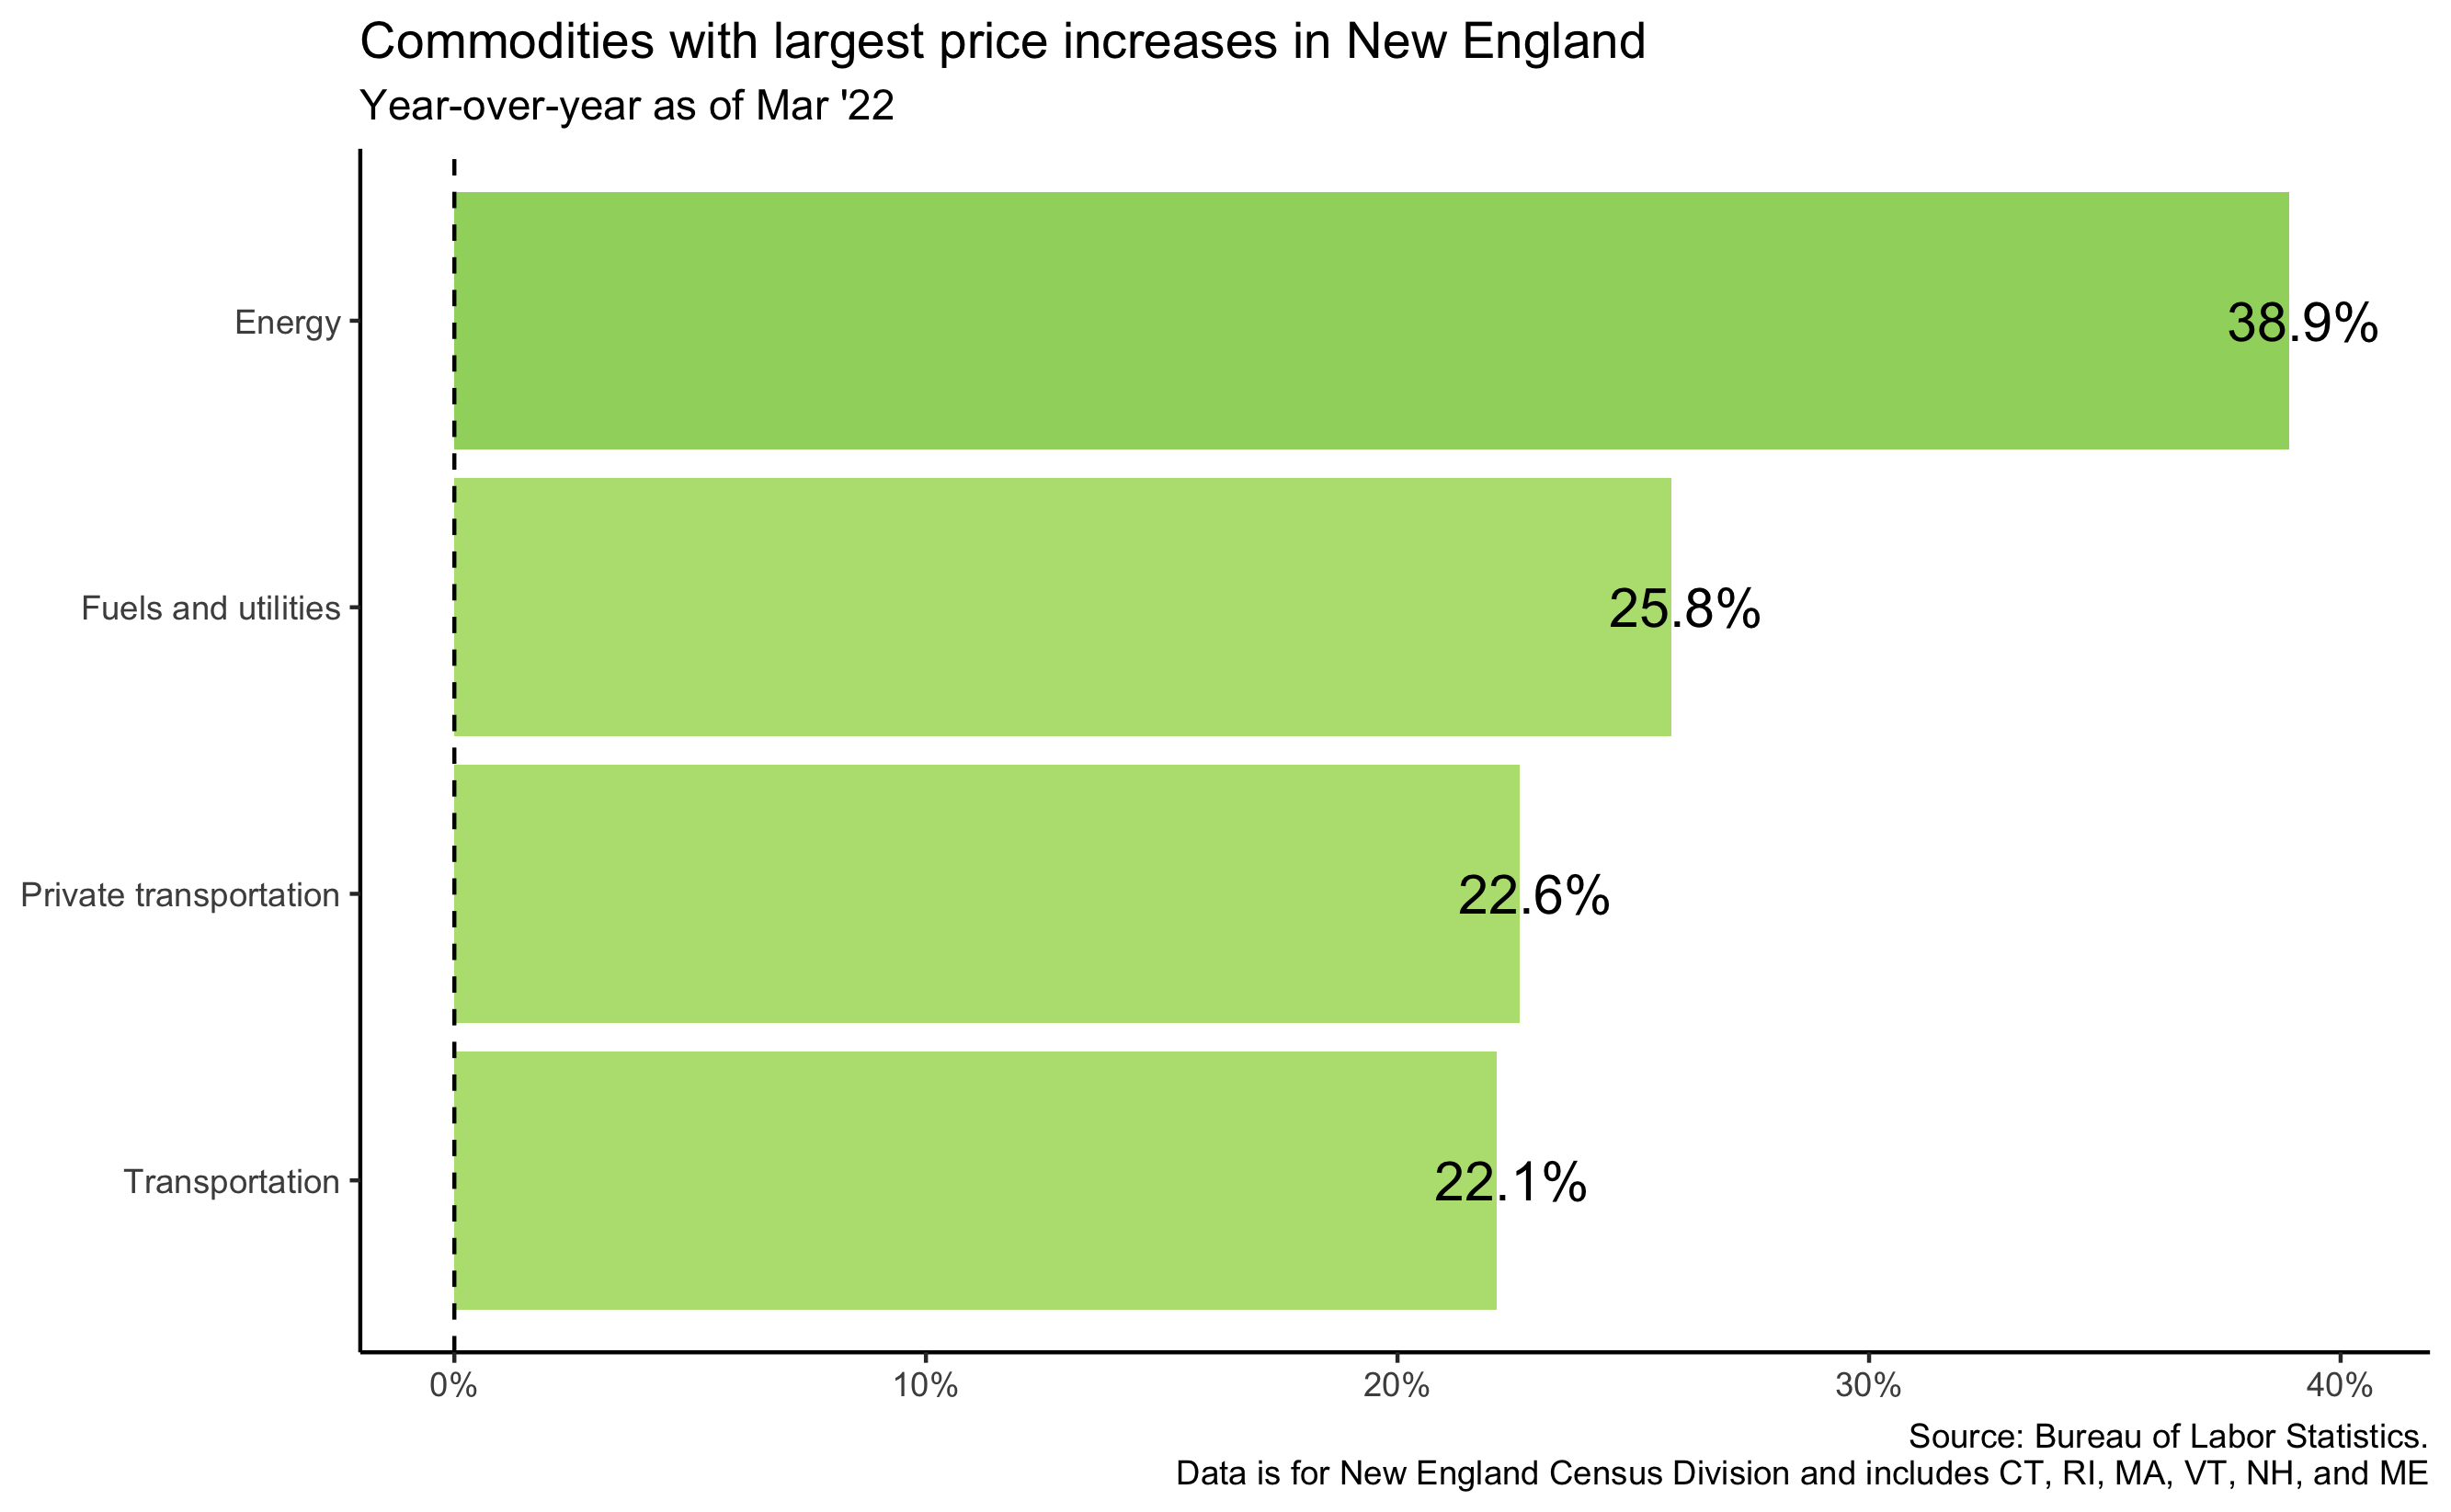 Commodities with largest price increases in New England
Year-over-year as of Mar '22
Energy
38.9%
Fuels and utilities
25.8%
Private transportation
22.6%
Transportation
22.1%
0%
10%
20%
30%
40%
Source: Bureau of Labor Statistics.
Data is for New England Census Division and includes CT, RI, MA, VT, NH, and ME